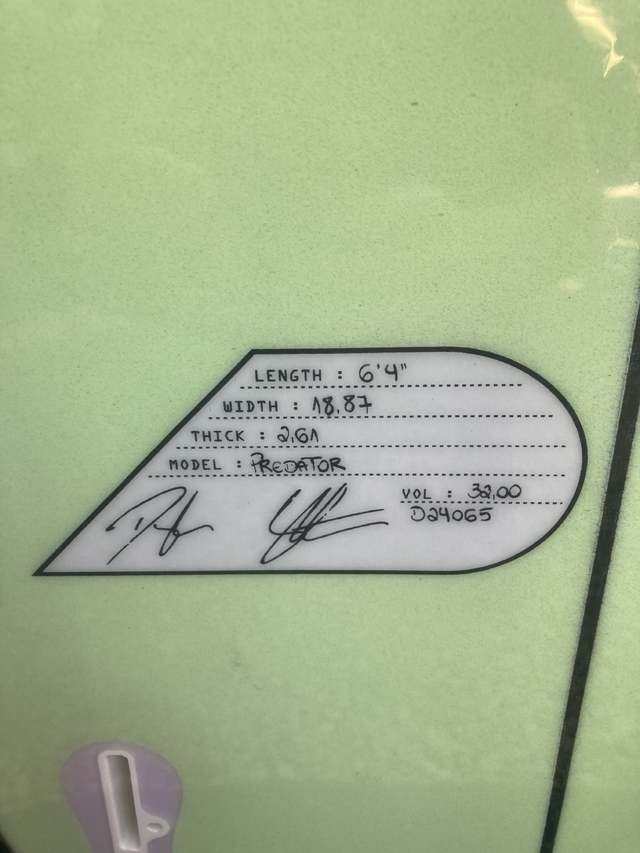 LENGTH : 6'4"
WIDTH : 18,87
THICK : 2,61
MODEL : PREDATOR
VOL : 32,00
D24065